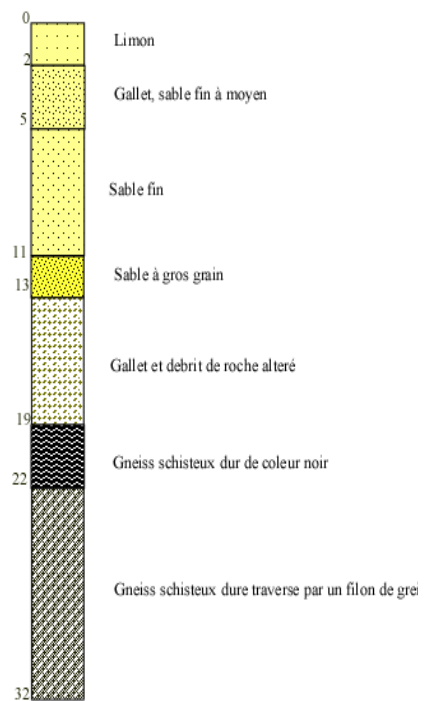 0
Limon
2
Gallet, sable fin à moyen
5
Sable fin
11
Sable à gros grain
13
Gallet et debrit de roche alteré
19
Gneiss schisteux dur de coleur noir
22
Gneiss schisteux dure traverse par un filon de
32